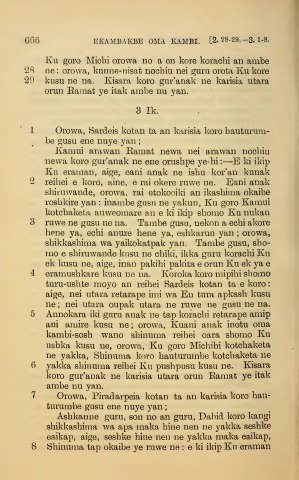 666 EKAMBAKBE OMA KAMBI. [2. 28-29.—3. 1-8.
Ku goro Michi orowa no a en kore korachi an ambe
28 ne: orowa, kunne-nisat nochiu nei guru orota Ku kore
29 kusu ne na. Kisara koro gur'anak ne karisia utara
orun Ramat ye itak ambe nu yan.
3 Ik.
1 Orowa, Sardeis kotan ta an karisia koro hauturum-
be gusu ene nuye yan;
Kamui arawan Ramat newa nei arawan nochiu
newa koro gur'anak ne ene orushpe ye-hi:—E ki ikip
Ku eraman, aige, eani anak ne ishu kor'an kunak
2 reihei e koro, aine, e rai okere ruwe ne. Eani anak
shiruwande, orowa, rai etokooiki an ikashima okaibe
roshkire yan: inambe gusu ne yakun, Ku goro Kamui
kotchaketa auweomare an e ki ikip shomo Ku nukan
3 ruwe ne gusu ne na. Tambe gusu, nekon a echi akore
hene ya, echi anure hene ya, eshkarun yan; orowa,
shikkashima wa yaikokatpak yan. Tambe gusu, sho-
mo e shiruwande kusu ne chiki, ikka guru korachi Ku
ek kusu ne, aige, inan pakihi pakita e orun Ku ek ya e
4 eramushkare kusu ne na. Koroka koro mipihi shomo
turu-ushte moyo an reihei Sardeis kotan ta e koro:
aige, nei utara retarape imi wa En tura apkash kusu
ne; nei utara oupak utara ne ruwe ne gusu ne na.
5 Annokara iki guru anak ne tap korachi retarape amip
ani amire kusu ne; orowa, Kuani anak inotu oma
kambi-sosh wano shinuma reihei oara shomo Ku
ushka kusu ne, orowa, Ku goro Michihi kotchaketa
ne yakka, Shinuma koro hauturumbe kotchaketa ne
6 yakka shinuma reihei Ku pushpusu kusu ne. Kisara
koro gur'anak ne karisia utara orun Ramat ye itak
ambe nu yan.
7 Orowa, Piradarpeia kotan ta an karisia koro hau-
turumbe gusu ene nuye yan;
Ashkanne guru, son no an guru, Dabid koro kangi
shikkashima wa apa maka hine nen ne yakka seshke
eaikap, aige, seshke hine nen ne yakka maka eaikap,
8 Shinuma tap okaibe ye ruwe ne: e ki ikip Ku eraman